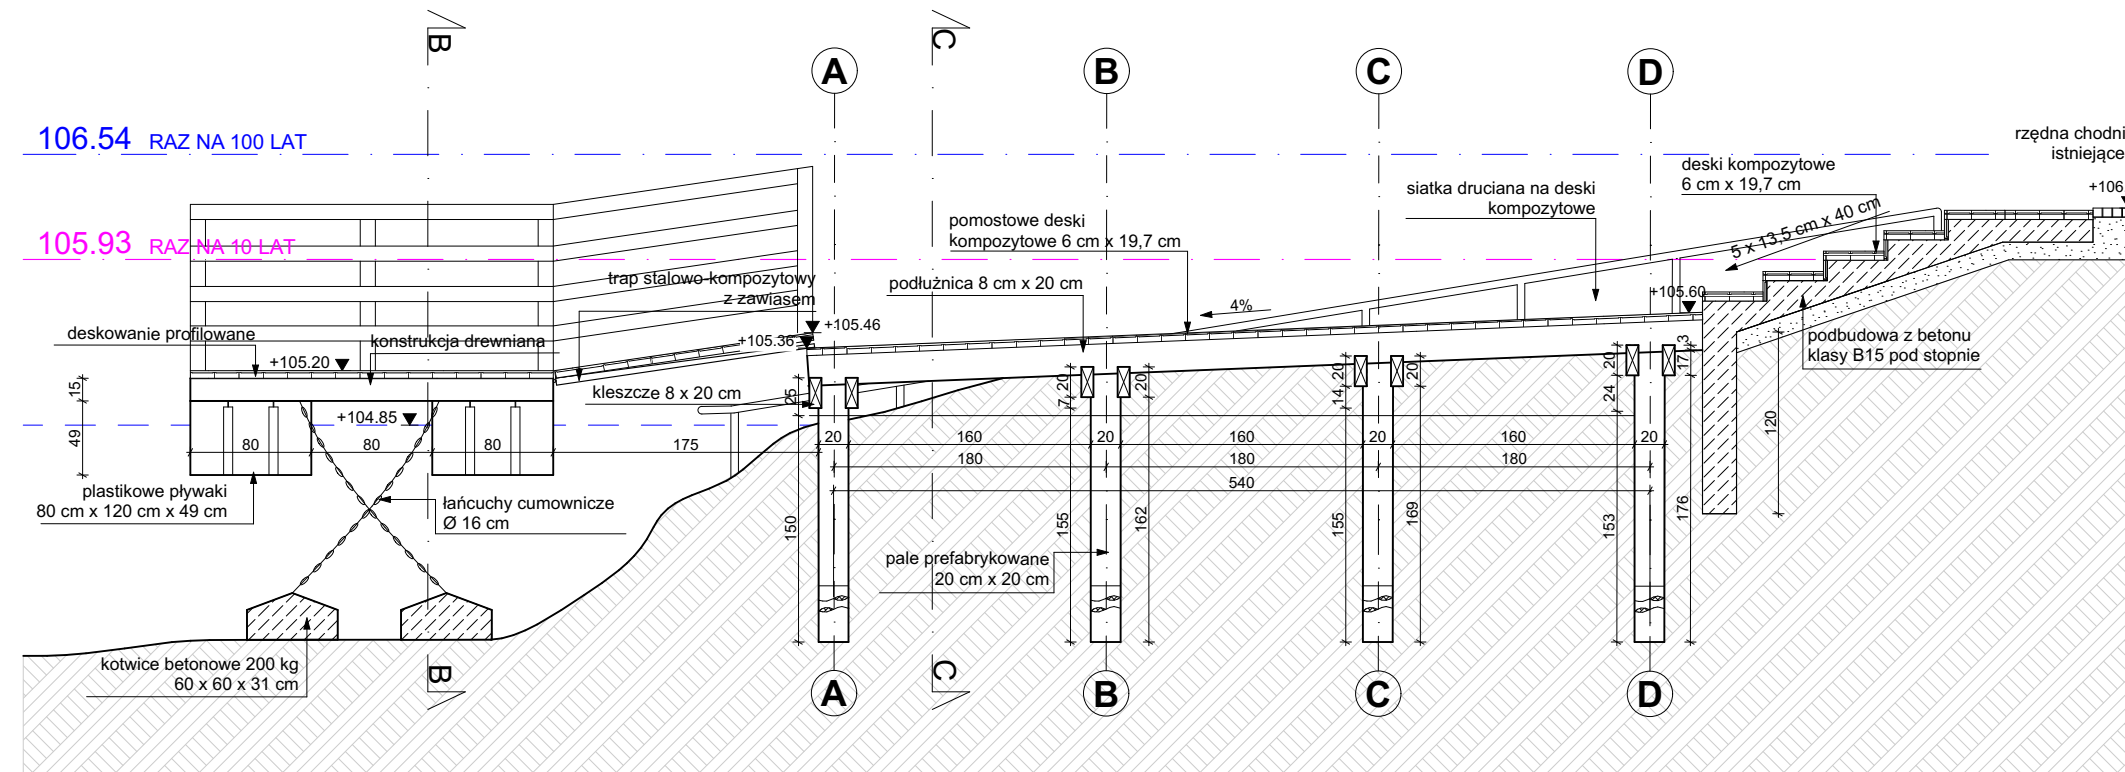 B
C
A
B
C
D
106.54 RAZ NA 100 LAT
rzędna chodni
istniejące
+106
deski kompozytowe
6 cm x 19,7 cm
siatka druciana na deski
kompozytowe
pomostowe deski
kompozytowe 6 cm x 19,7 cm
5 x 13,5 cm x 40 cm
105.93 RAZ NA 10 LAT
trap stalowo-kompozytowy
z zawiasem
podłużnica 8 cm x 20 cm
4%
+105.60
+105.46
+105.36
deskowanie profilowane
konstrukcja drewniana
+105.20
podbudowa z betonu
klasy B15 pod stopnie
kleszcze 8 x 20 cm
+104.85
15
49
25
20
7
20
20
14
20
20
24
3
17
120
80
80
80
175
20
160
20
160
20
160
20
180
180
180
540
150
155
162
155
169
153
176
plastikowe pływaki
80 cm x 120 cm x 49 cm
łańcuchy cumownicze
Ø 16 cm
pale prefabrykowane
20 cm x 20 cm
kotwice betonowe 200 kg
60 x 60 x 31 cm
B
C
A
B
C
D